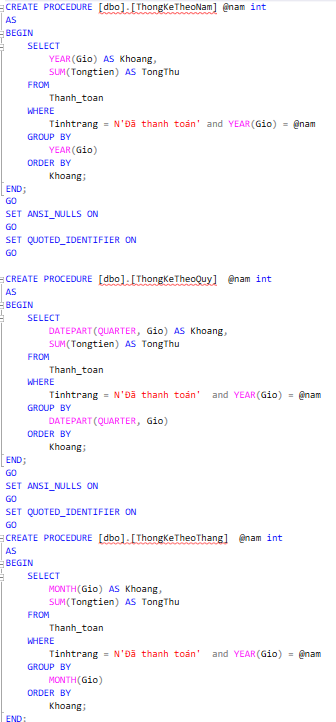 CREATE PROCEDURE [dbo].[ThongKeTheoNam] @nam int
AS
BEGIN
SELECT
YEAR(Gio) AS Khoang,
SUM(Tongtien) AS TongThu
FROM
Thanh_toan
WHERE
Tinhtrang = N'Đã thanh toán' and YEAR(Gio) = @nam
GROUP BY
YEAR(Gio)
ORDER BY
Khoang;
END;
GO
SET ANSI_NULLS ON
GO
SET QUOTED_IDENTIFIER ON
GO
CREATE PROCEDURE [dbo].[ThongKeTheoQuy] @nam int
AS
BEGIN
SELECT
DATEPART(QUARTER, Gio) AS Khoang,
SUM(Tongtien) AS TongThu
FROM
Thanh_toan
WHERE
Tinhtrang = N'Đã thanh toán' and YEAR(Gio) = @nam
GROUP BY
DATEPART(QUARTER, Gio)
ORDER BY
Khoang;
END;
GO
SET ANSI_NULLS ON
GO
SET QUOTED_IDENTIFIER ON
GO
CREATE PROCEDURE [dbo].[ThongKeTheoThang] @nam int
AS
BEGIN
SELECT
MONTH(Gio) AS Khoang,
SUM(Tongtien) AS TongThu
FROM
Thanh_toan
WHERE
Tinhtrang = N'Đã thanh toán' and YEAR(Gio) = @nam
GROUP BY
MONTH(Gio)
ORDER BY
Khoang;
END;